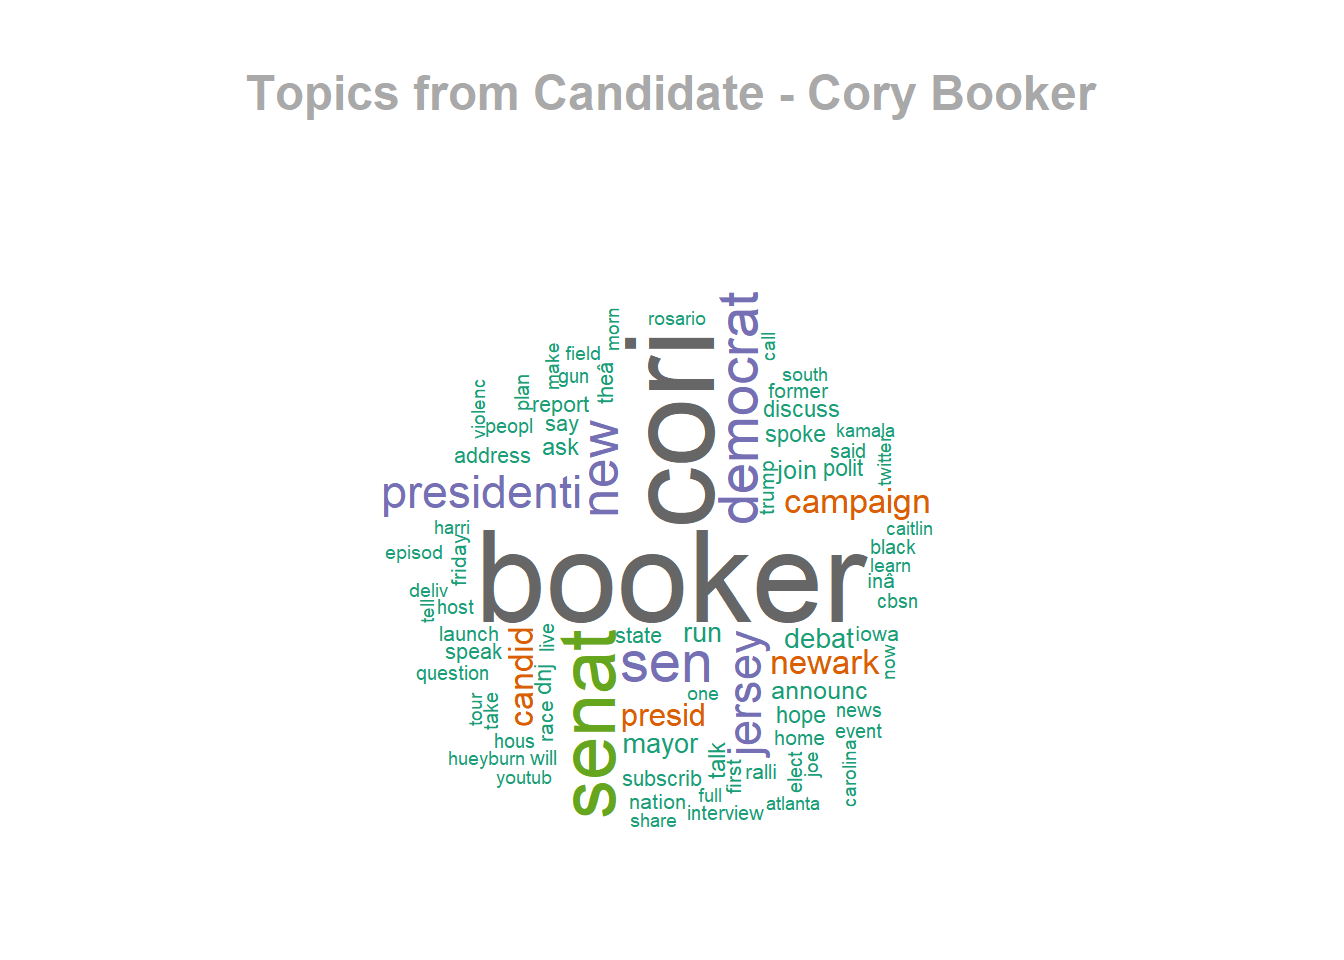 Topics from Candidate - Cory Booker
rosario
morn
democrat
cori
call
make
field
gun
theâ
south
plan
violenc
former
report
discuss
peopl
say
new
spoke
kamala
address
ask
said
twitter
trump
join
polit
presidenti
campaign
harri
caitlin
episod
friday
booker
black
learn
inâ
deliv
tell
host
cbsn
launch
candid
live
senat
state
run
jersey
debat
iowa
speak
sen
newark
now
question
dnj
one
announc
tour
take
race
presid
hope
news
hous
mayor
talk
home
event
hueyburn
will
youtub
subscrib
first
ralli
elect
joe
carolina
nation
full
atlanta
share
interview